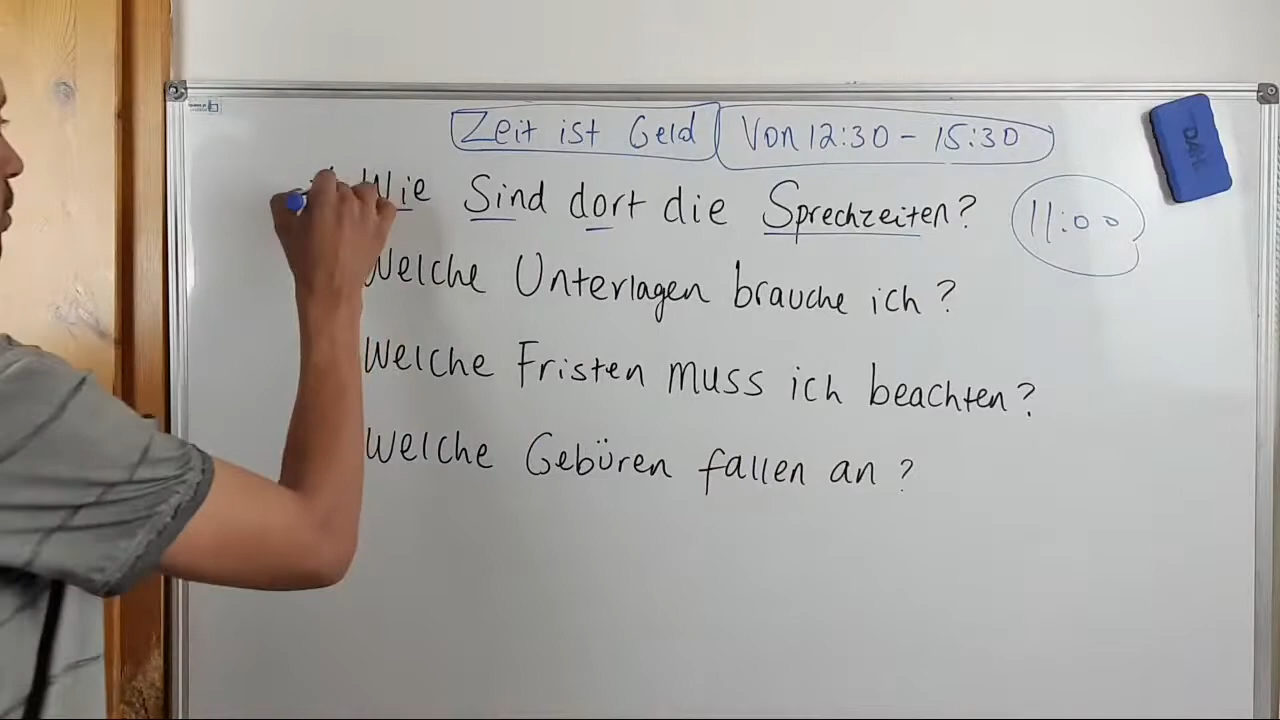 Zeit ist Geld Von 12:30 - 15:30
Wie Sind dort die Sprechzeiten? 11:00
Welche Unterlagen brauche ich?
Welche Fristen muss ich beachten?
Welche Gebüren fallen an?